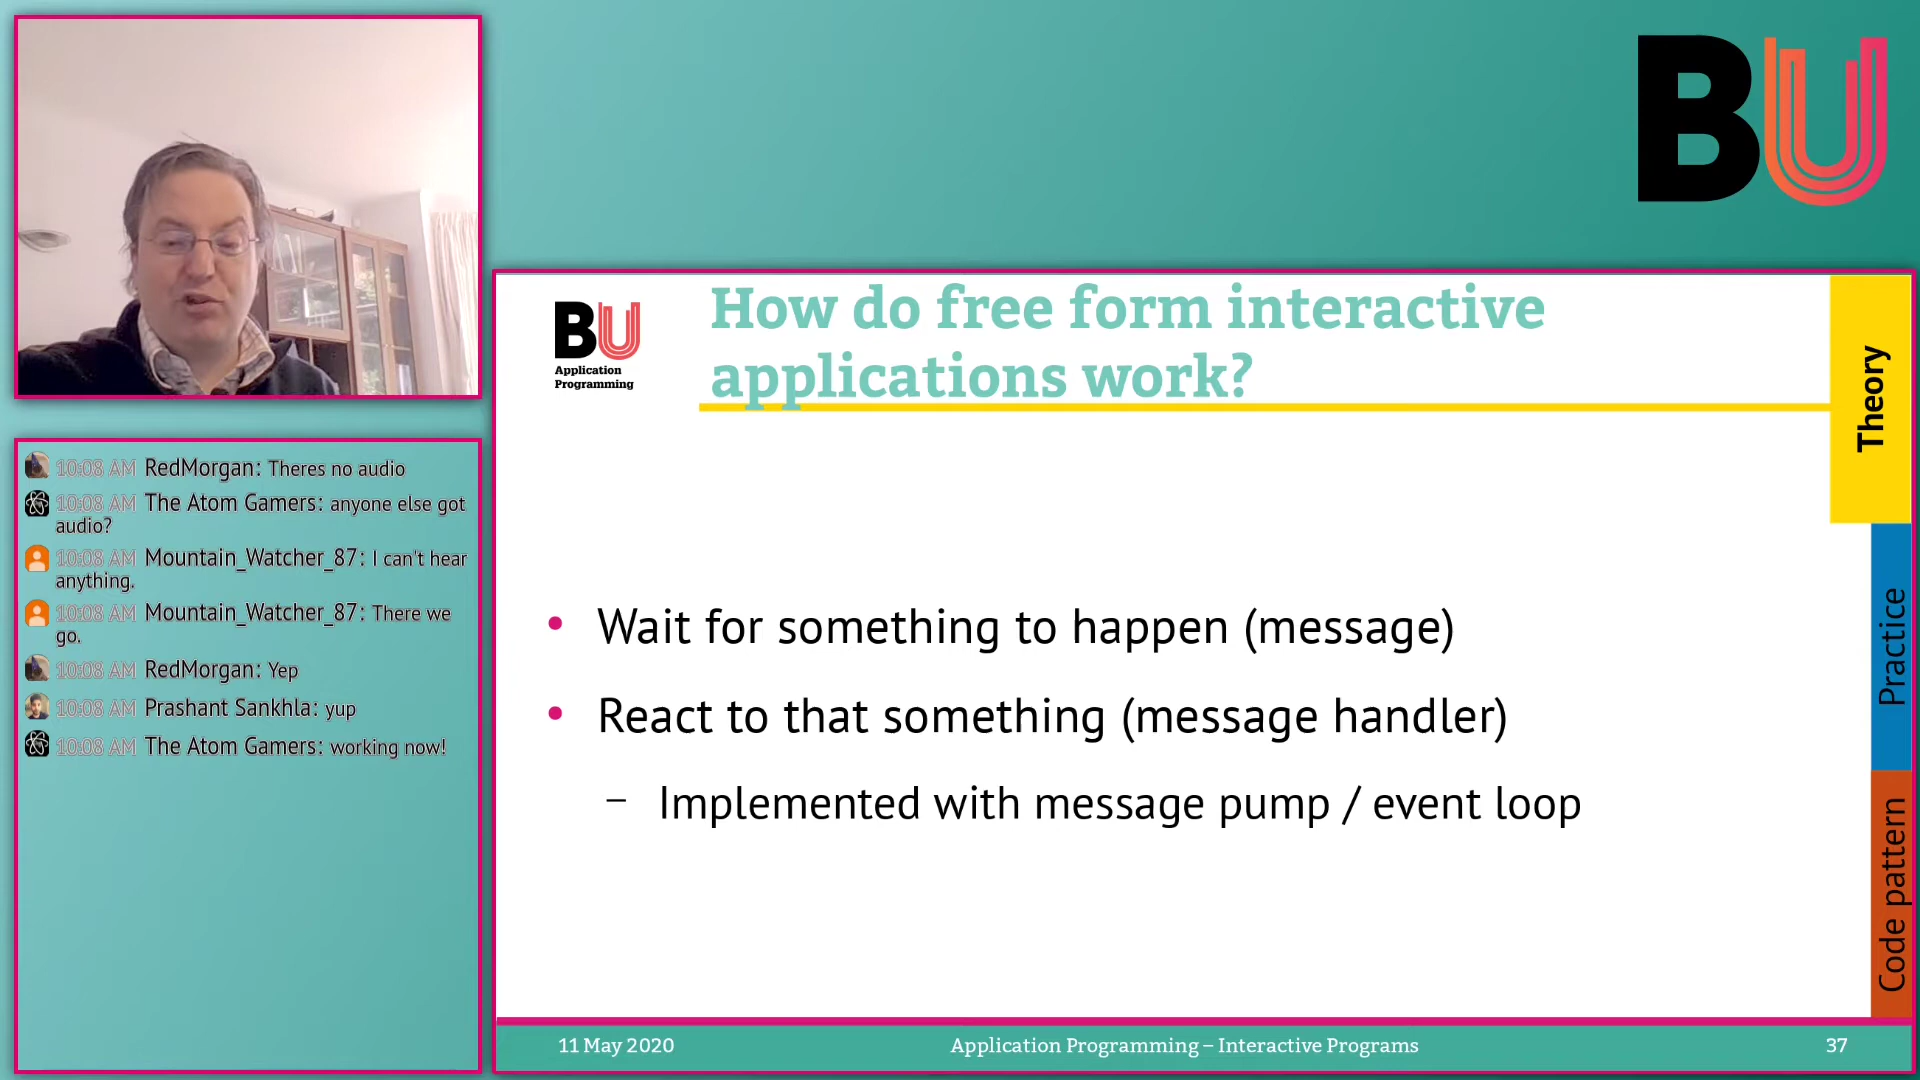 BU
10:08 AM RedMorgan: Theres no audio
10:08 AM The Atom Gamers: anyone else got
audio?
10:08 AM Mountain_Watcher_87: I can't hear
anything.
10:08 AM Mountain_Watcher_87: There we
go.
10:08 AM RedMorgan: Yep
10:08 AM Prashant Sankhla: yup
10:08 AM The Atom Gamers: working now!
BU
Application
Programming
How do free form interactive
applications work?
• Wait for something to happen (message)
• React to that something (message handler)
– Implemented with message pump / event loop
Theory
Practice
Code pattern
11 May 2020
Application Programming – Interactive Programs
37